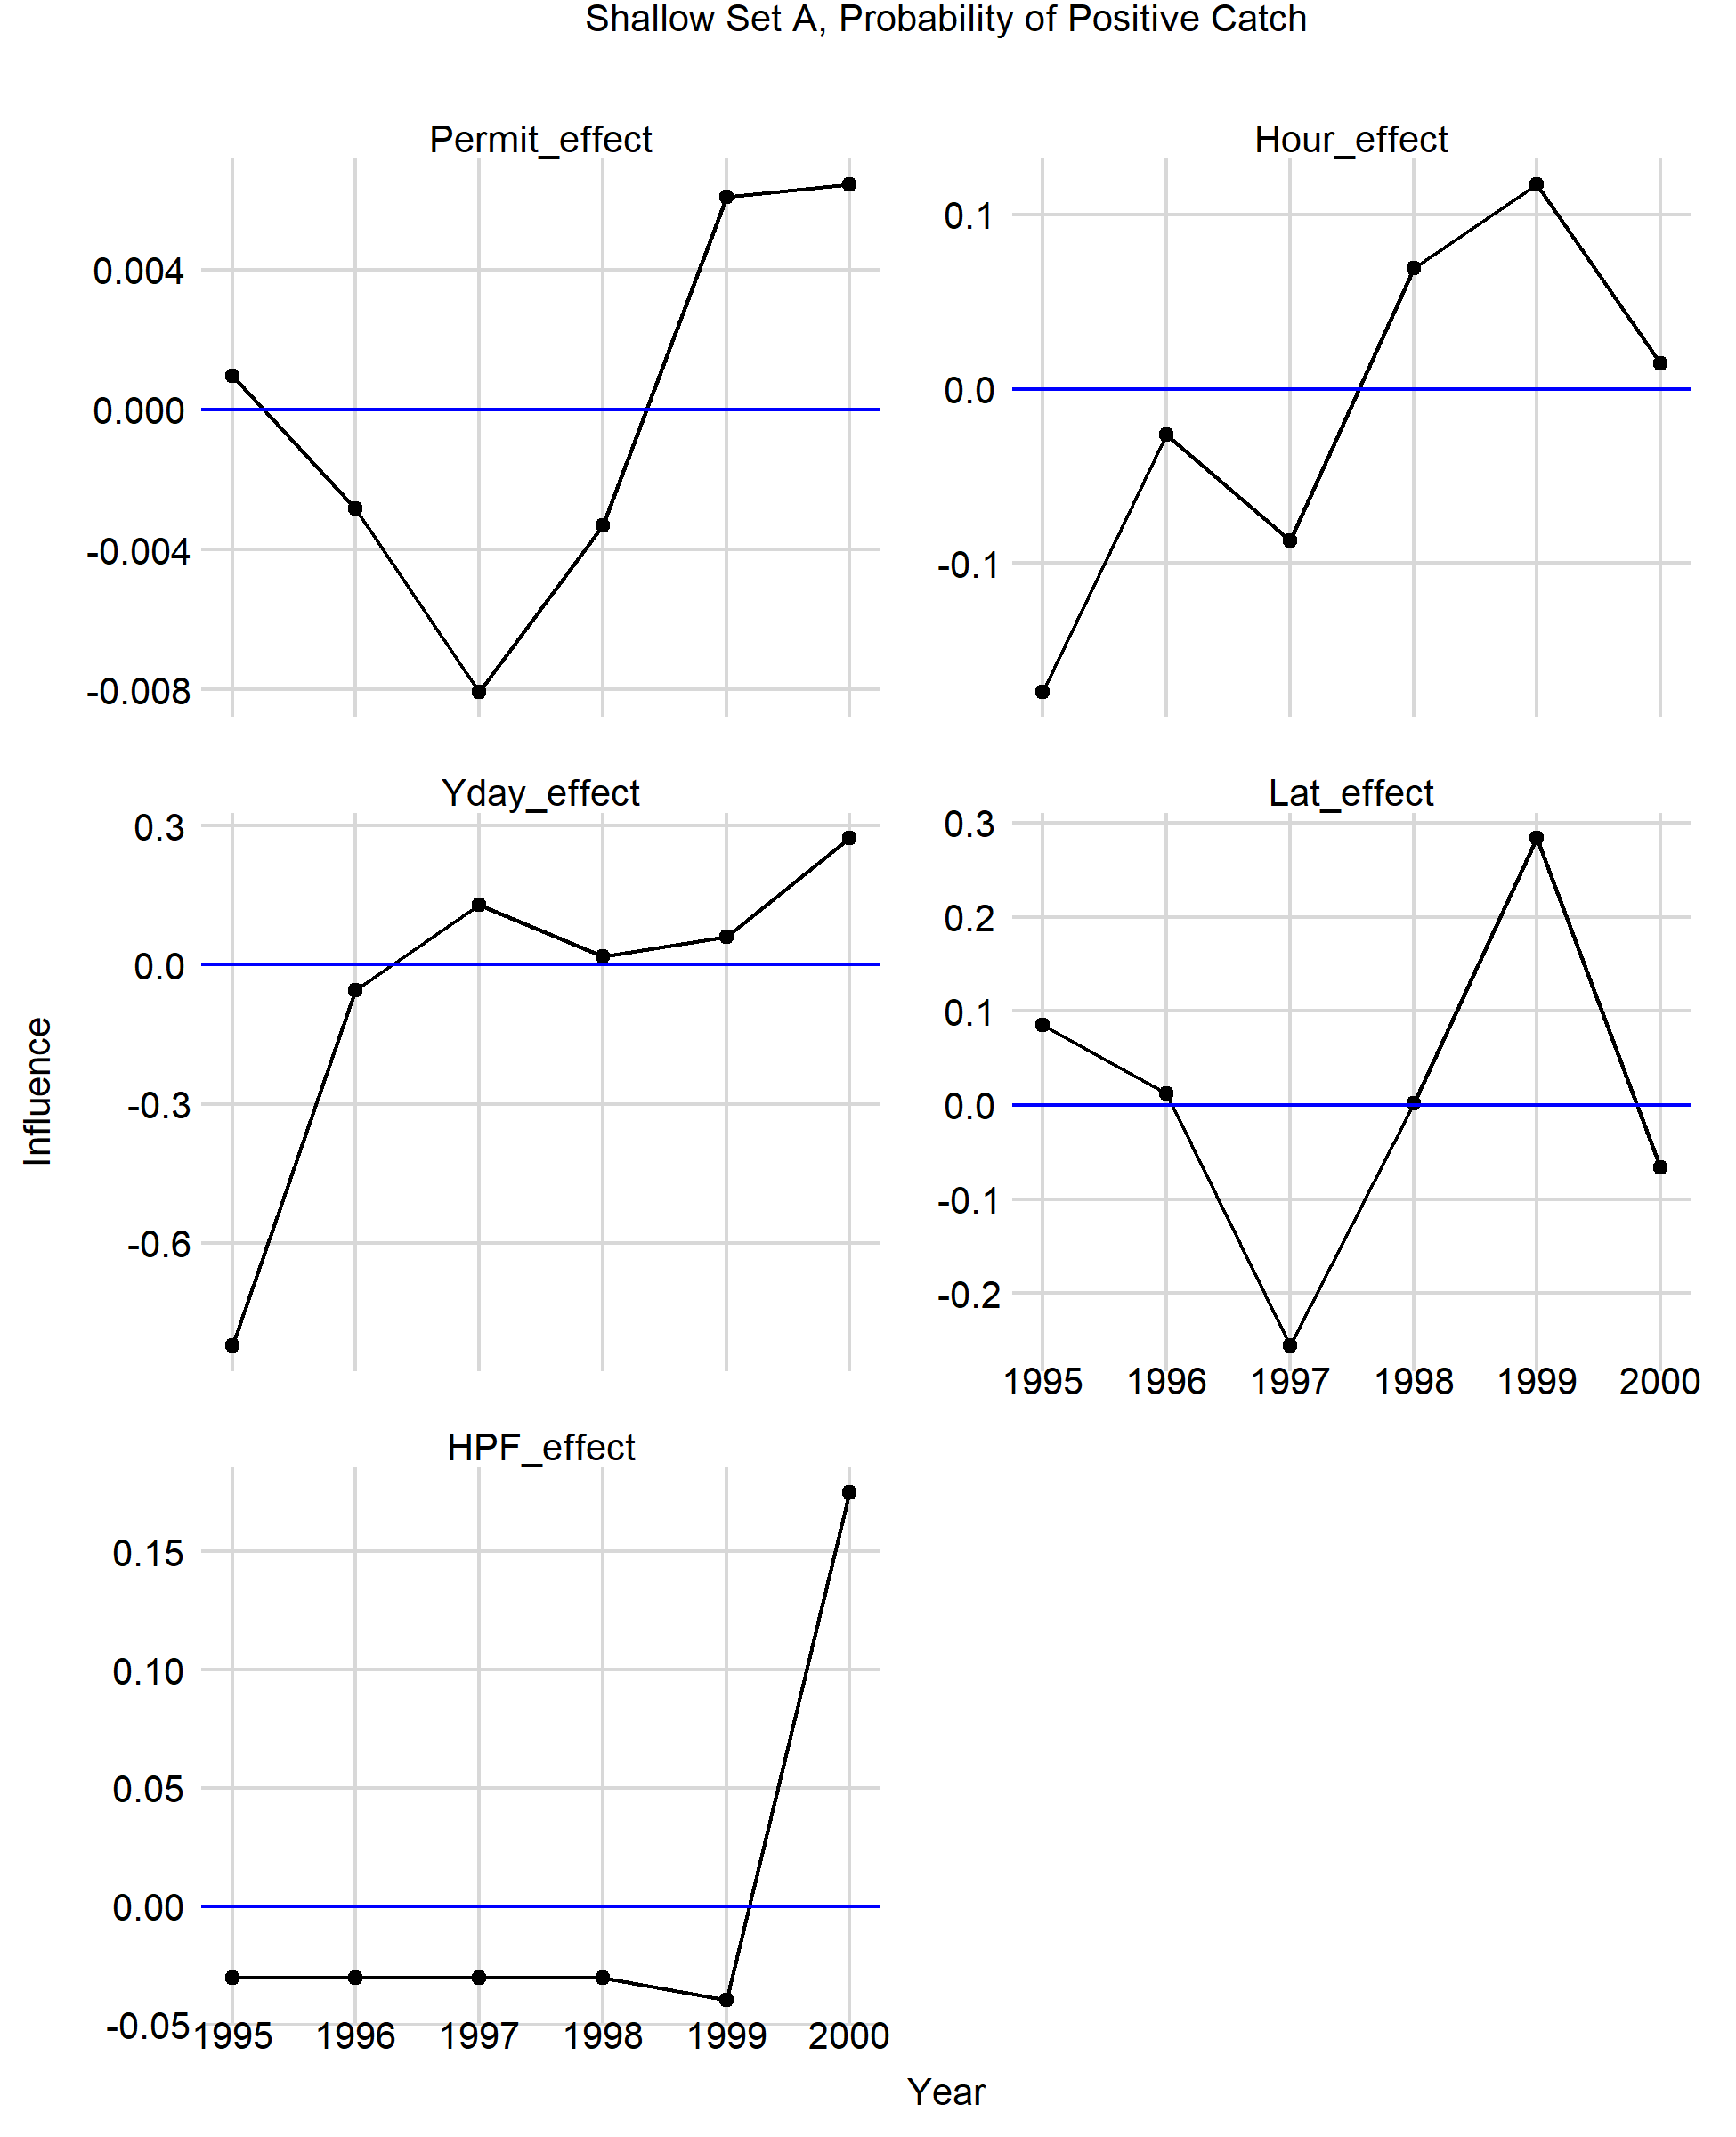 Shallow Set A, Probability of Positive Catch
Permit_effect
0.004
0.000
-0.004
-0.008
Hour_effect
0.1
0.0
-0.1
Yday_effect
0.3
0.0
-0.3
-0.6
Lat_effect
0.3
0.2
0.1
0.0
-0.1
-0.2
1995 1996 1997 1998 1999 2000
HPF_effect
0.15
0.10
0.05
0.00
-0.05
1995 1996 1997 1998 1999 2000
Influence
Year